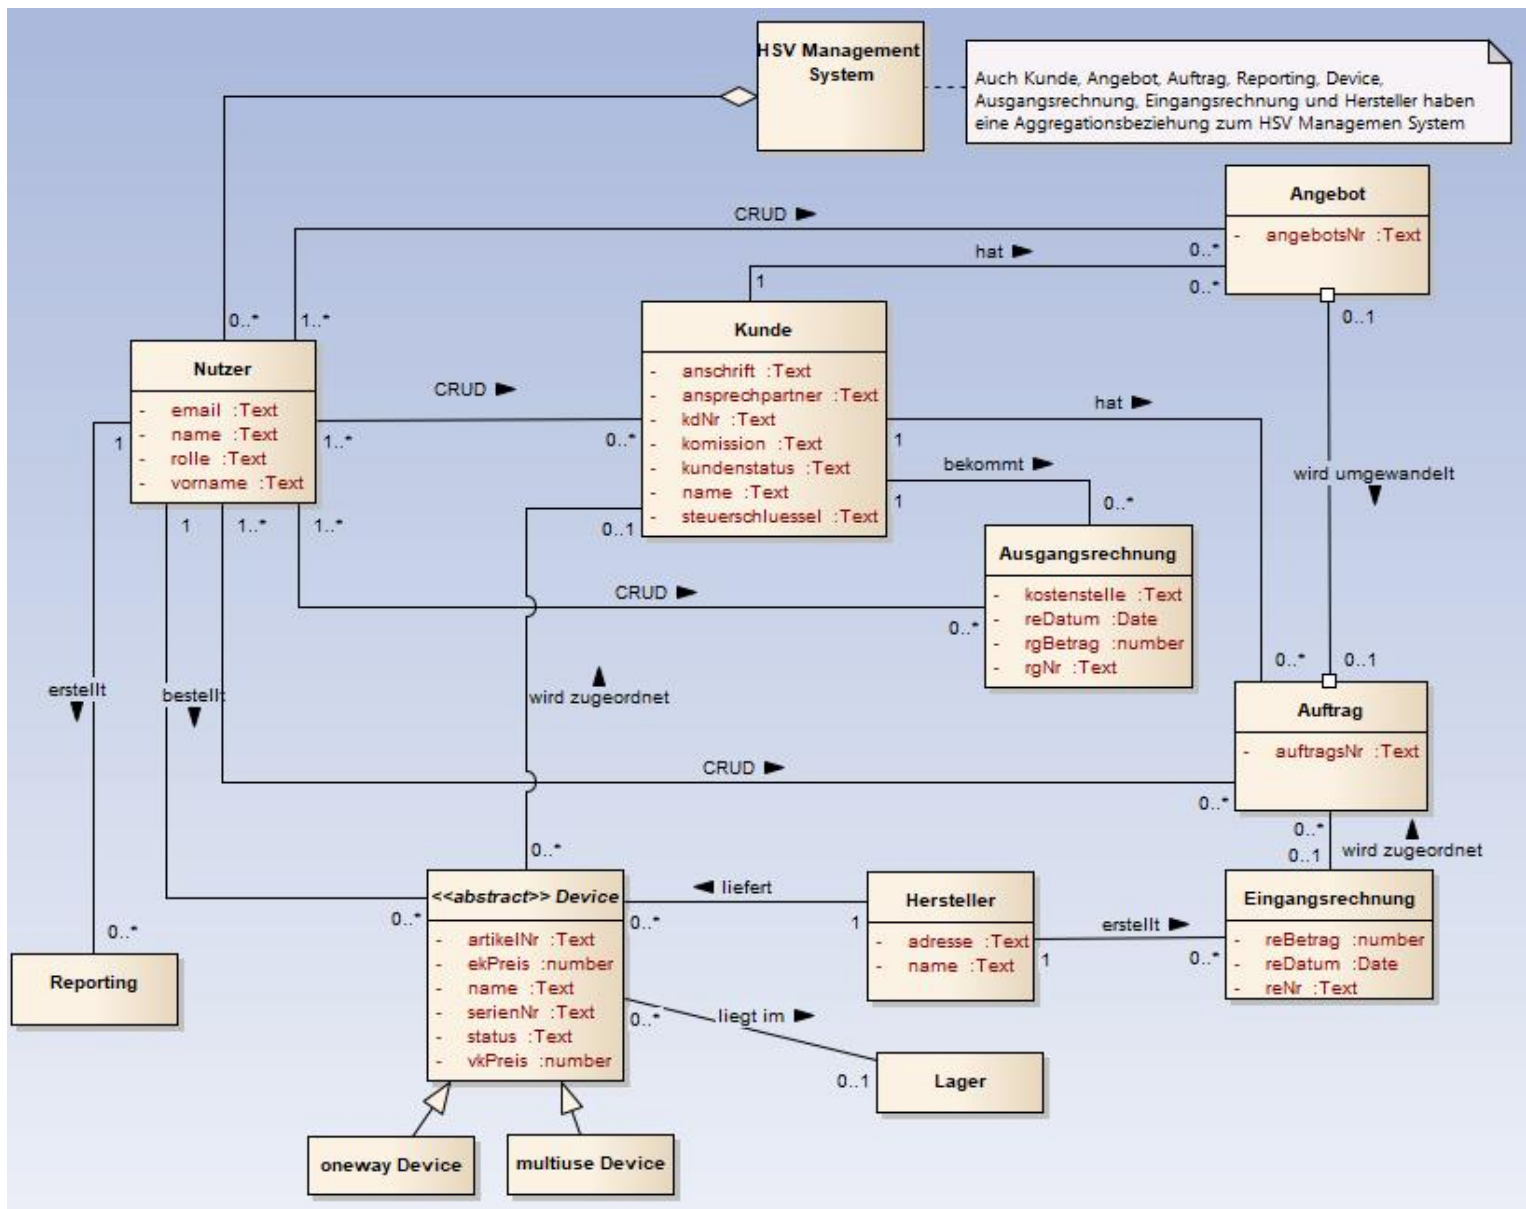 HSV Management
System
Auch Kunde, Angebot, Auftrag, Reporting, Device,
Ausgangsrechnung, Eingangsrechnung und Hersteller haben
eine Aggregationsbeziehung zum HSV Managemen System
Angebot
- angebotsNr :Text
CRUD
0..*
hat
1
0..*
0..1
0..*
1..*
Nutzer
- email :Text
- name :Text
- rolle :Text
- vorname :Text
CRUD
1..*
0..*
Kunde
- anschrift :Text
- ansprechpartner :Text
- kdNr :Text
- komission :Text
- kundenstatus :Text
- name :Text
- steuerschluessel :Text
hat
1
bekommt
1
0..*
wird umgewandelt
1
1
1..*
1..*
0..1
Ausgangsrechnung
- kostenstelle :Text
- reDatum :Date
- rgBetrag :number
- rgNr :Text
CRUD
0..*
erstellt
bestellt
wird zugeordnet
0..*
0..1
Auftrag
- auftragsNr :Text
CRUD
0..*
0..*
0..1
wird zugeordnet
0..*
<<abstract>> Device
- artikelNr :Text
- ekPreis :number
- name :Text
- serienNr :Text
- status :Text
- vkPreis :number
0..*
liefert
0..*
1
Hersteller
- adresse :Text
- name :Text
erstellt
1
0..*
Eingangsrechnung
- reBetrag :number
- reDatum :Date
- reNr :Text
0..*
Reporting
0..*
liegt im
0..1
Lager
oneway Device
multiuse Device